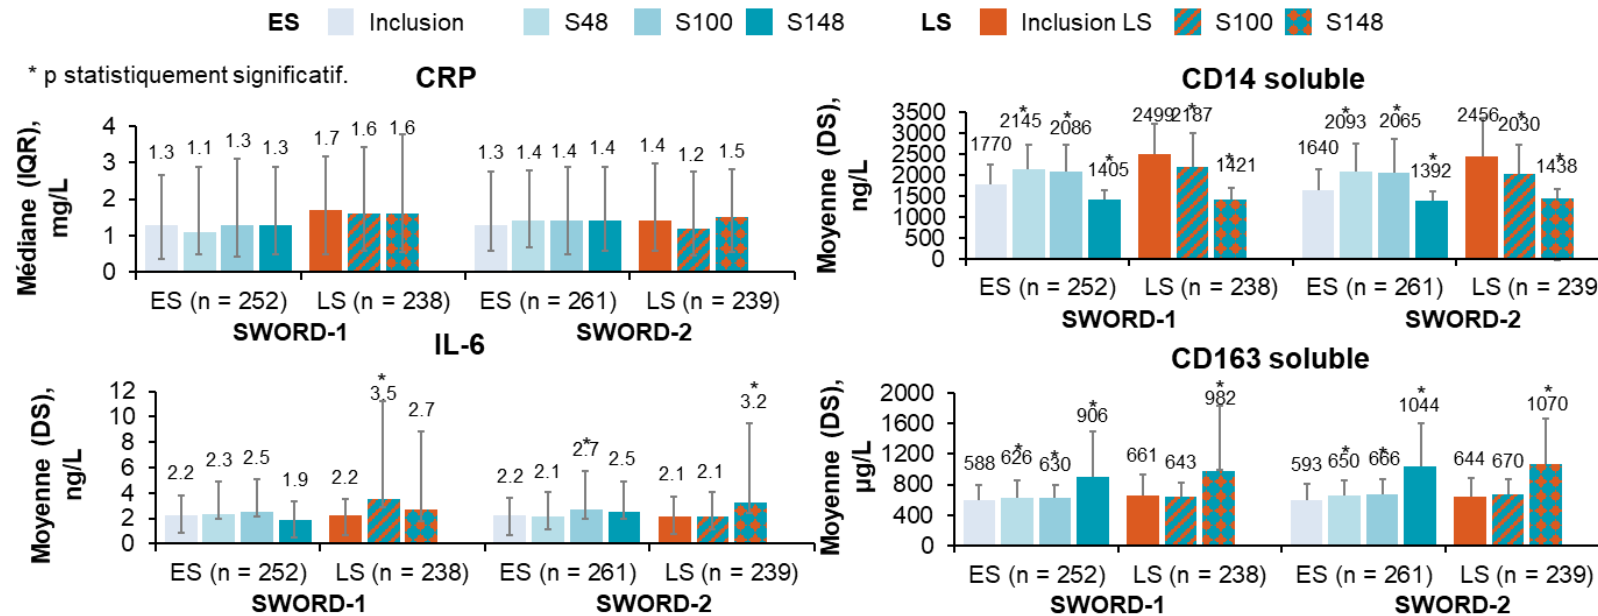 ES Inclusion S48 S100 S148 LS Inclusion LS S100 S148
* p statistiquement significatif.
CRP
Médiane (IQR),
mg/L
4
3
2
1
0
1.3 1.1 1.3 1.3 1.7 1.6 1.6 1.3 1.4 1.4 1.4 1.4 1.2 1.5
ES (n = 252) LS (n = 238) ES (n = 261) LS (n = 239)
SWORD-1 SWORD-2
CD14 soluble
Moyenne (DS),
ng/L
3500
3000
2500
2000
1500
1000
500
0
1770 2145* 2086* 1405* 2499 2187* 1421* 1640 2093* 2065* 1392* 2456 2030* 1438*
ES (n = 252) LS (n = 238) ES (n = 261) LS (n = 239
SWORD-1 SWORD-2
IL-6
Moyenne (DS),
ng/L
12
10
8
6
4
2
0
2.2 2.3 2.5 1.9 2.2 3.5* 2.7 2.2 2.1 2.7* 2.5 2.1 2.1 3.2*
ES (n = 252) LS (n = 238) ES (n = 261) LS (n = 239)
SWORD-1 SWORD-2
CD163 soluble
Moyenne (DS),
µg/L
2000
1600
1200
800
400
0
588 626* 630* 906* 661 643 982* 593 650* 666* 1044* 644 670 1070*
ES (n = 252) LS (n = 238) ES (n = 261) LS (n = 239)
SWORD-1 SWORD-2